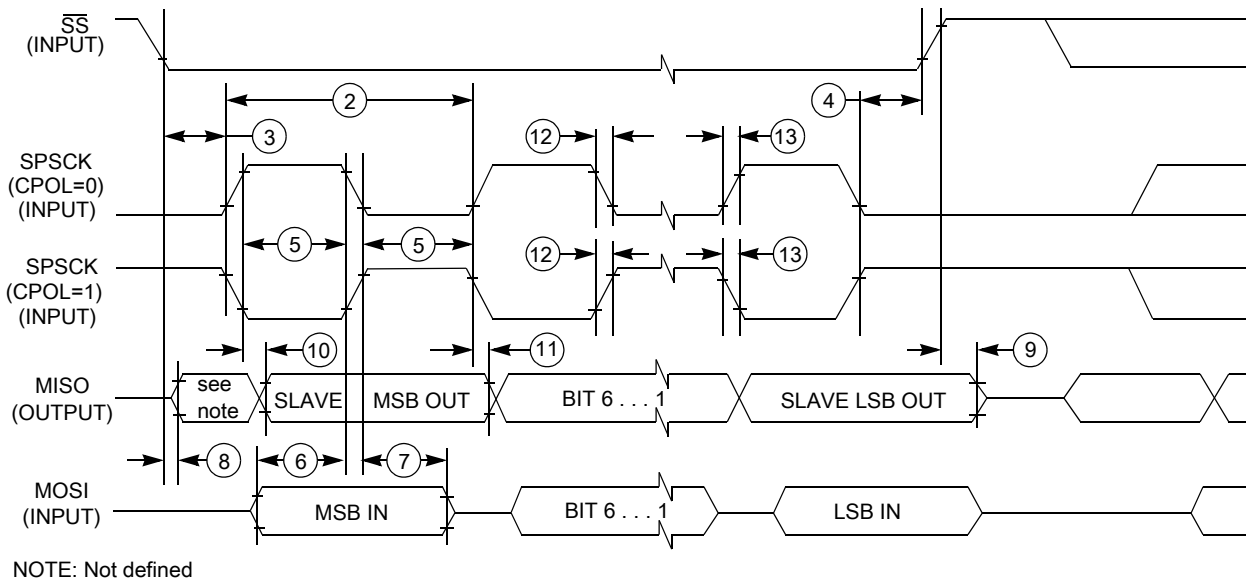 SS
(INPUT)
2
4
3
12
13
SPSCK
(CPOL=0)
(INPUT)
5
5
12
13
SPSCK
(CPOL=1)
(INPUT)
10
11
9
MISO
(OUTPUT)
see
note
SLAVE
MSB OUT
BIT 6 . . . 1
SLAVE LSB OUT
8
6
7
MOSI
(INPUT)
MSB IN
BIT 6 . . . 1
LSB IN
NOTE: Not defined